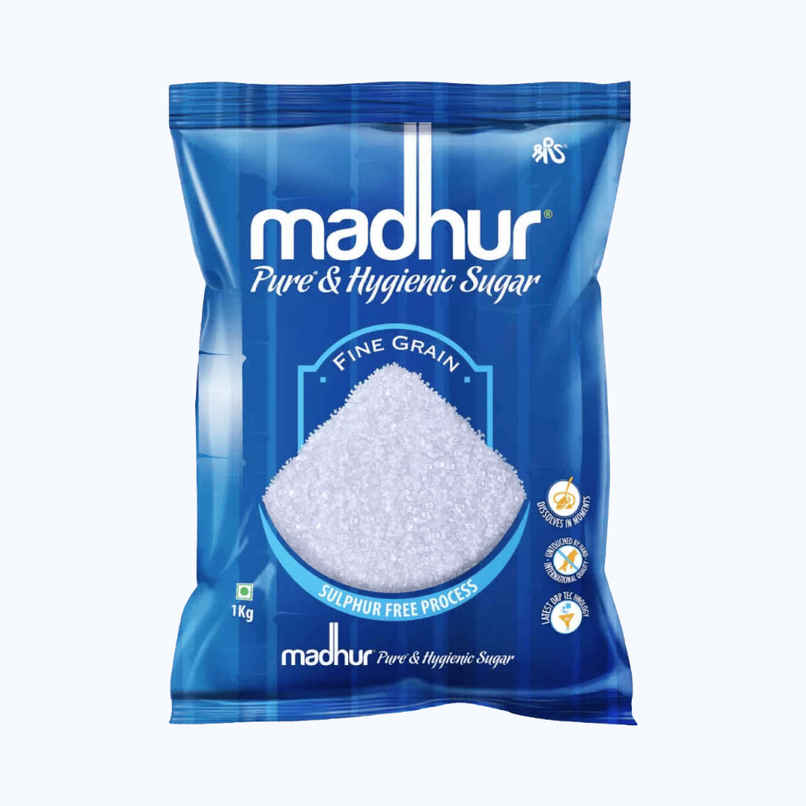 madhur®
Pure* & Hygienic Sugar
FINE GRAIN
DISSOLVES IN MOMENTS
UNTOUCHED BY HAND
INTERNATIONAL QUALITY
LATEST DRP TECHNOLOGY
SULPHUR FREE PROCESS
1Kg
madhur® Pure* & Hygienic Sugar